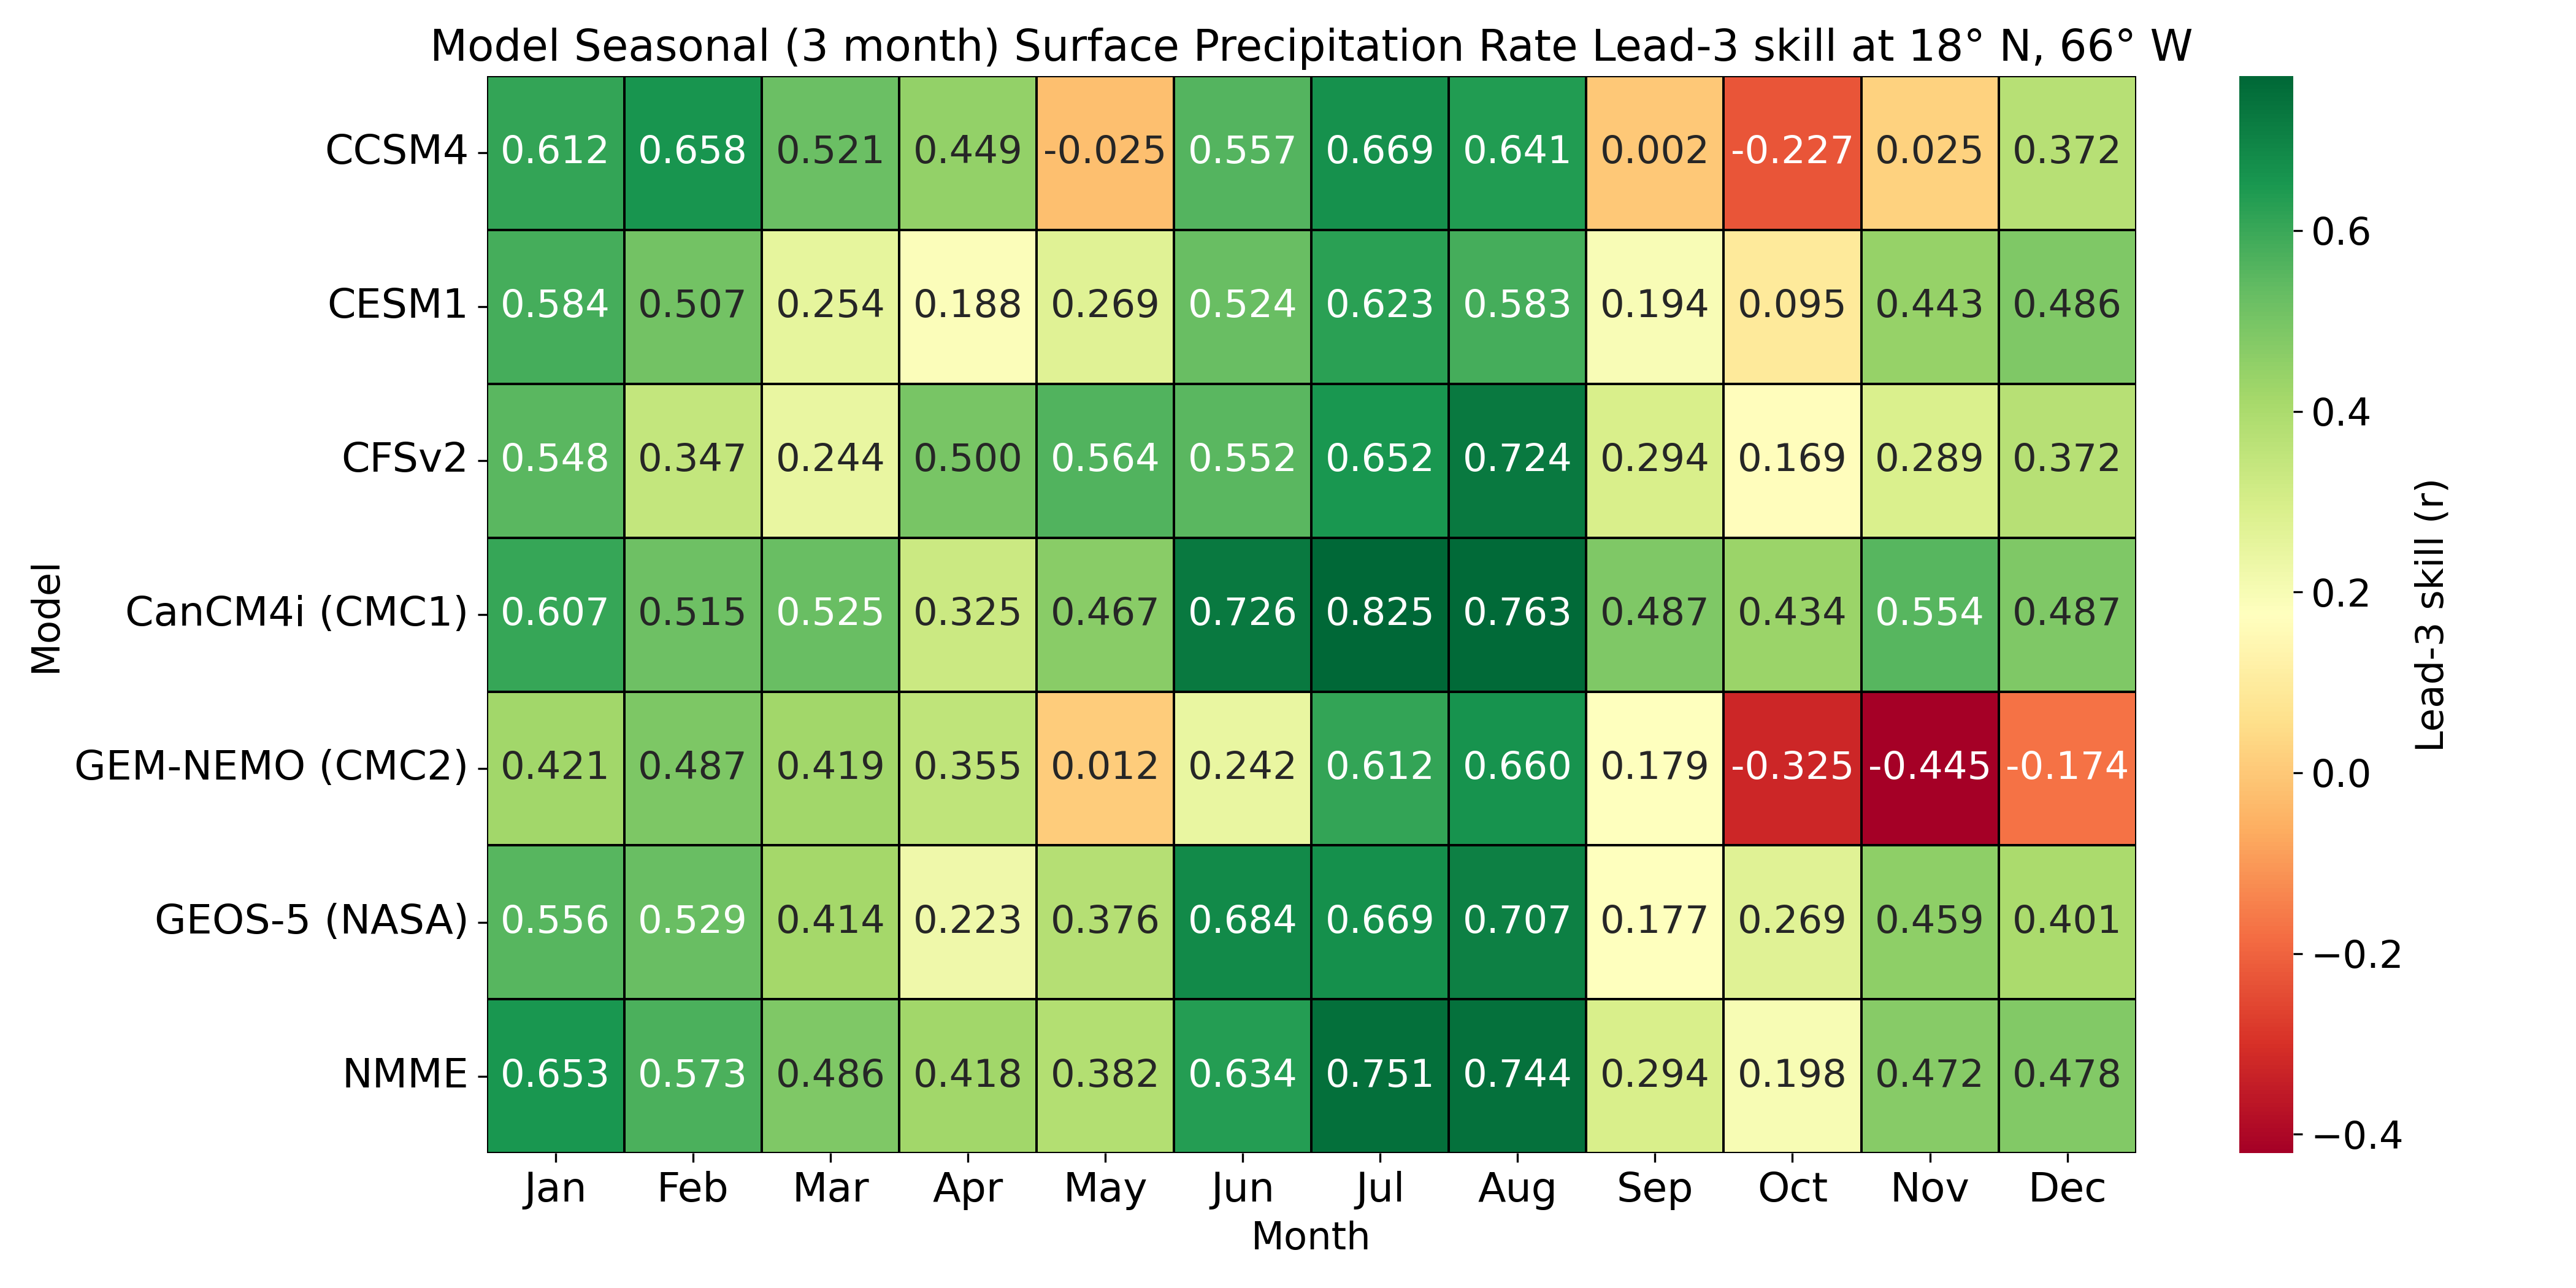 Model Seasonal (3 month) Surface Precipitation Rate Lead-3 skill at 18° N, 66° W
CCSM4 0.612 0.658 0.521 0.449 -0.025 0.557 0.669 0.641 0.002 -0.227 0.025 0.372
CESM1 0.584 0.507 0.254 0.188 0.269 0.524 0.623 0.583 0.194 0.095 0.443 0.486
CFSv2 0.548 0.347 0.244 0.500 0.564 0.552 0.652 0.724 0.294 0.169 0.289 0.372
CanCM4i (CMC1) 0.607 0.515 0.525 0.325 0.467 0.726 0.825 0.763 0.487 0.434 0.554 0.487
GEM-NEMO (CMC2) 0.421 0.487 0.419 0.355 0.012 0.242 0.612 0.660 0.179 -0.325 -0.445 -0.174
GEOS-5 (NASA) 0.556 0.529 0.414 0.223 0.376 0.684 0.669 0.707 0.177 0.269 0.459 0.401
NMME 0.653 0.573 0.486 0.418 0.382 0.634 0.751 0.744 0.294 0.198 0.472 0.478
Jan Feb Mar Apr May Jun Jul Aug Sep Oct Nov Dec
Month
Model
0.6
0.4
0.2
0.0
−0.2
−0.4
Lead-3 skill (r)